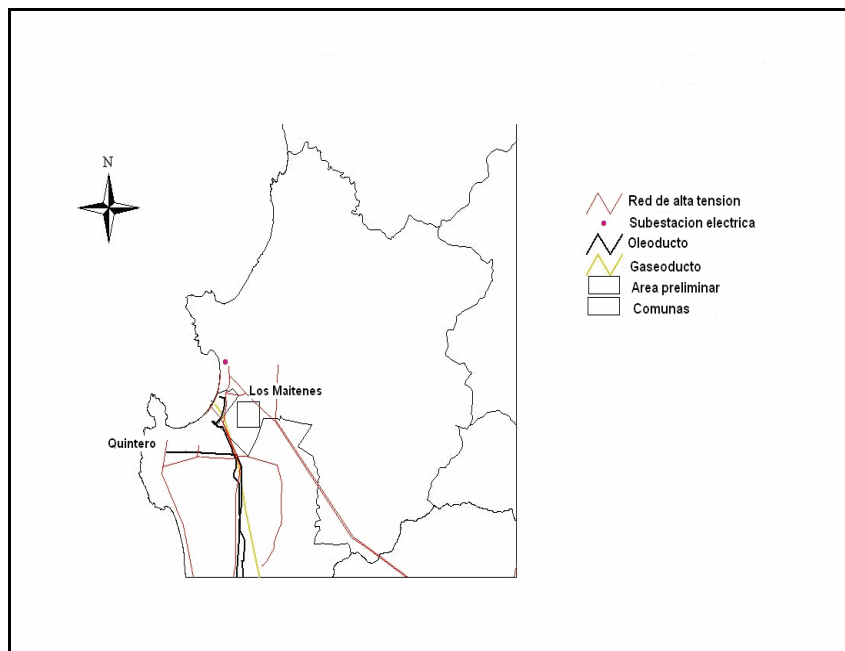 N
Red de alta tension
Subestacion electrica
Oleoducto
Gaseoducto
Area preliminar
Comunas
Los Maitenes
Quintero